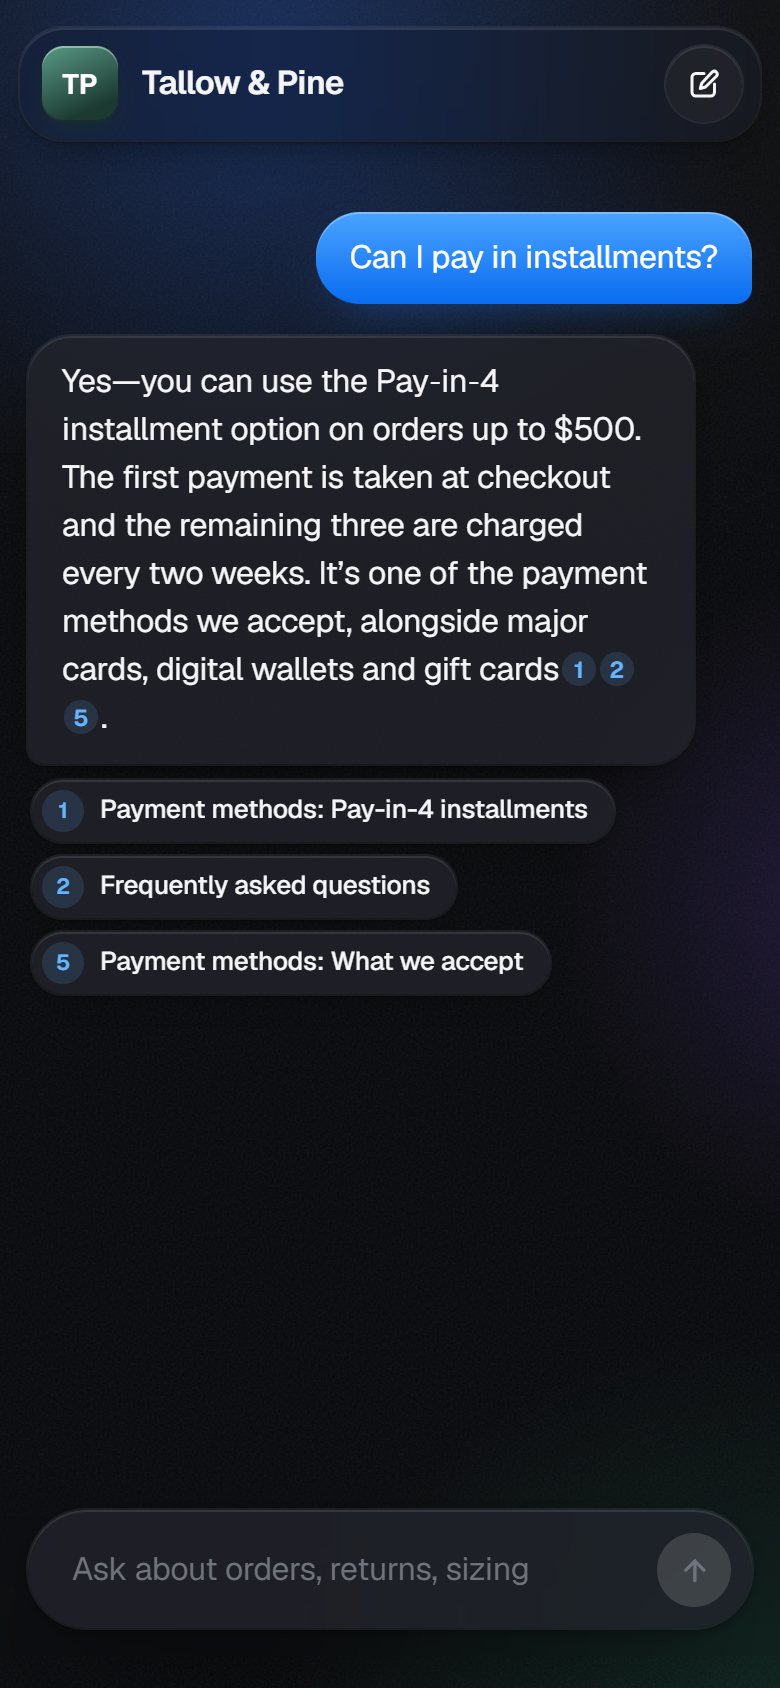 TP
Tallow & Pine
Can I pay in installments?
Yes—you can use the Pay-in-4
installment option on orders up to $500.
The first payment is taken at checkout
and the remaining three are charged
every two weeks. It’s one of the payment
methods we accept, alongside major
cards, digital wallets and gift cards 1 2
5 .
1 Payment methods: Pay-in-4 installments
2 Frequently asked questions
5 Payment methods: What we accept
Ask about orders, returns, sizing